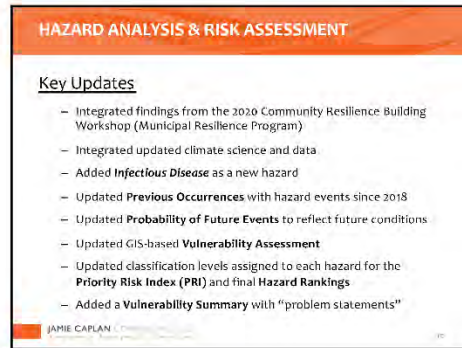 HAZARD ANALYSIS & RISK ASSESSMENT
Key Updates
– Integrated findings from the 2020 Community Resilience Building
Workshop (Municipal Resilience Program)
– Integrated updated climate science and data
– Added Infectious Disease as a new hazard
– Updated Previous Occurrences with hazard events since 2018
– Updated Probability of Future Events to reflect future conditions
– Updated GIS-based Vulnerability Assessment
– Updated classification levels assigned to each hazard for the
Priority Risk Index (PRI) and final Hazard Rankings
– Added a Vulnerability Summary with “problem statements”
JAMIE CAPLAN